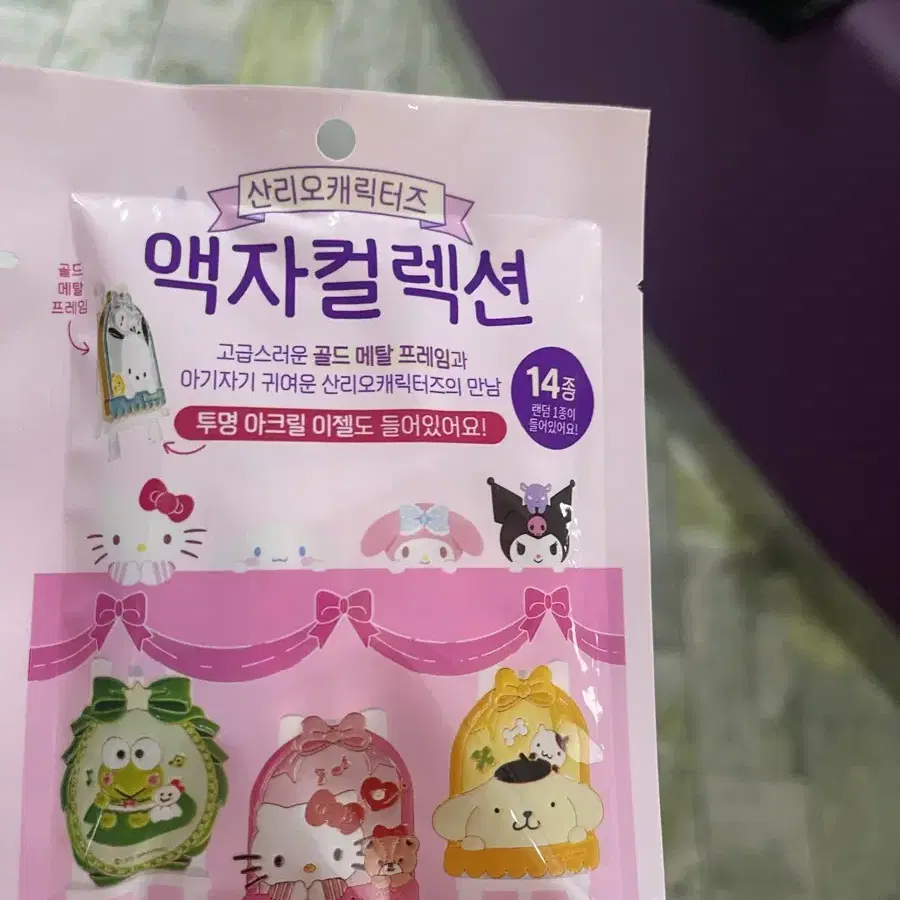 산리오캐릭터즈
액자컬렉션
골드
메탈
프레임
고급스러운 골드 메탈 프레임과
아기자기 귀여운 산리오캐릭터즈의 만남
투명 아크릴 이젤도 들어있어요!
14종
랜덤 1종이
들어있어요!